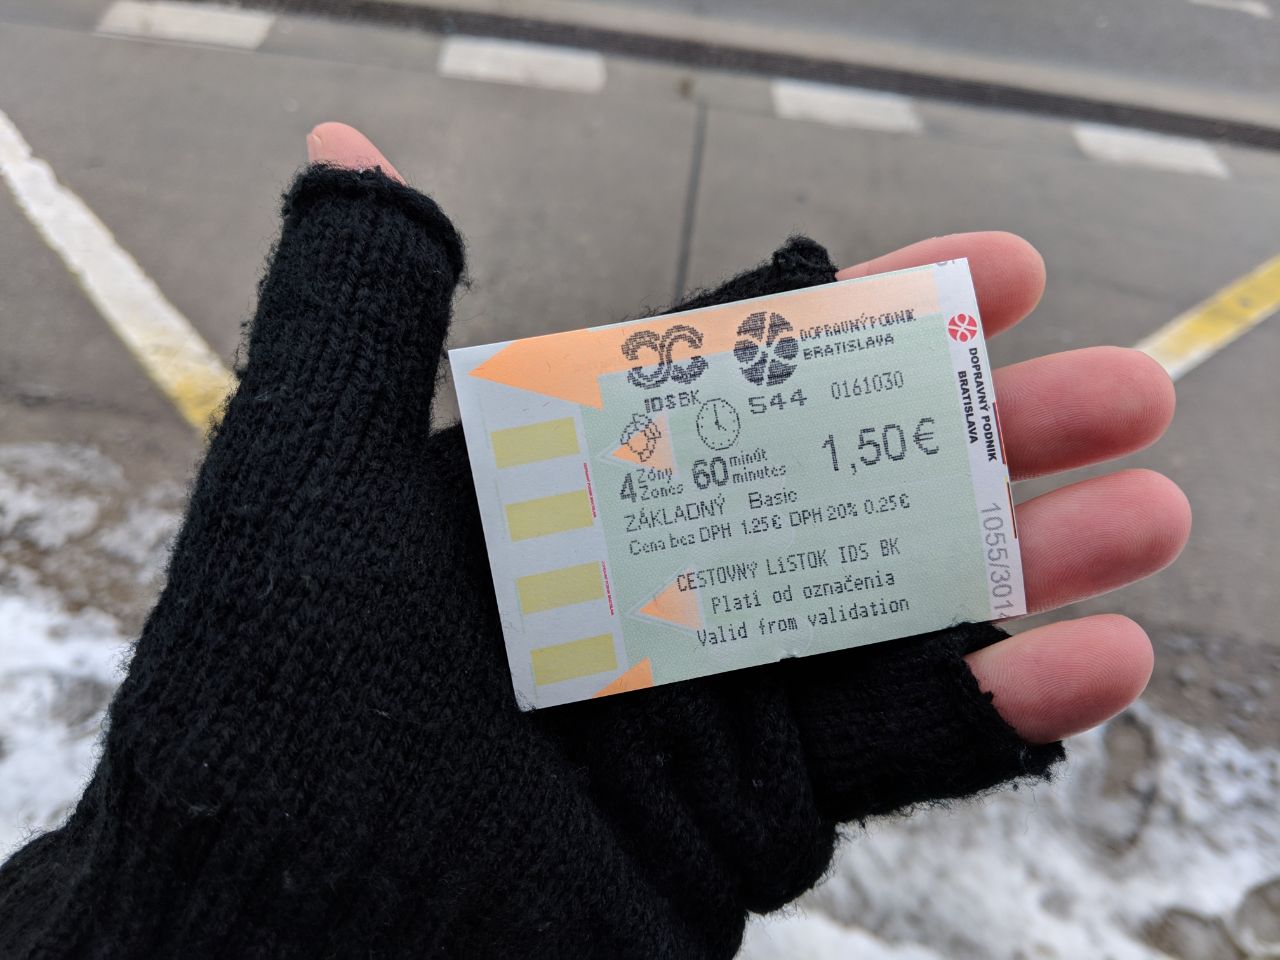 IDS BK
DOPRAVNÝ PODNIK
BRATISLAVA
544
0161030
4 Zóny
Zones
60 minút
minutes
1,50€
ZÁKLADNÝ Basic
Cena bez DPH 1.25€ DPH 20% 0.25€
CESTOVNÝ LíSTOK IDS BK
Platí od označenia
Valid from validation
DOPRAVNÝ PODNIK
BRATISLAVA
1055/3014